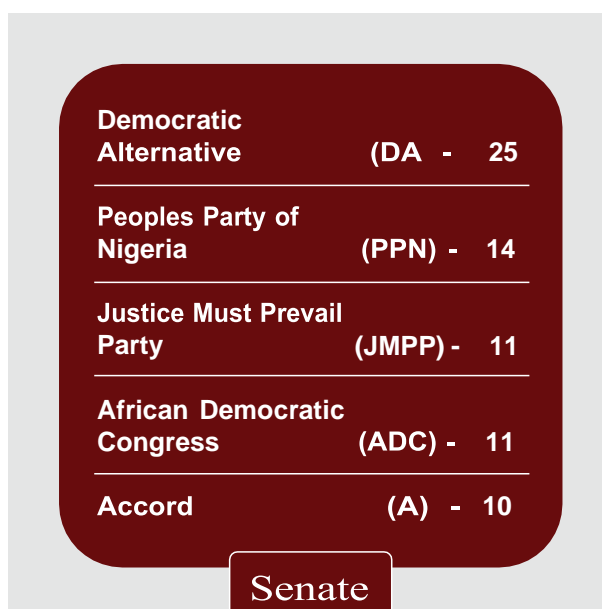 Democratic
Alternative (DA - 25
Peoples Party of
Nigeria (PPN) - 14
Justice Must Prevail
Party (JMPP) - 11
African Democratic
Congress (ADC) - 11
Accord (A) - 10
Senate